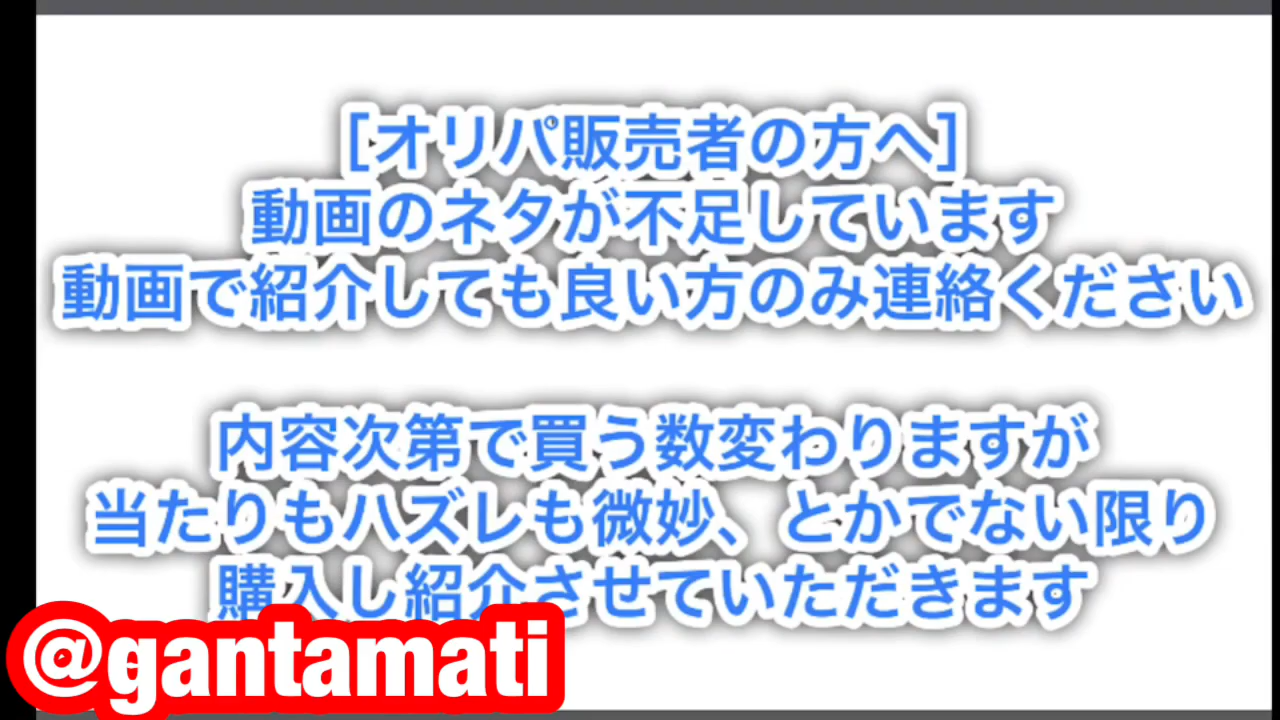 ［オリパ販売者の方へ］
動画のネタが不足しています
動画で紹介しても良い方のみ連絡ください
内容次第で買う数変わりますが
当たりもハズレも微妙、とかでない限り
購入し紹介させていただきます
@gantamati